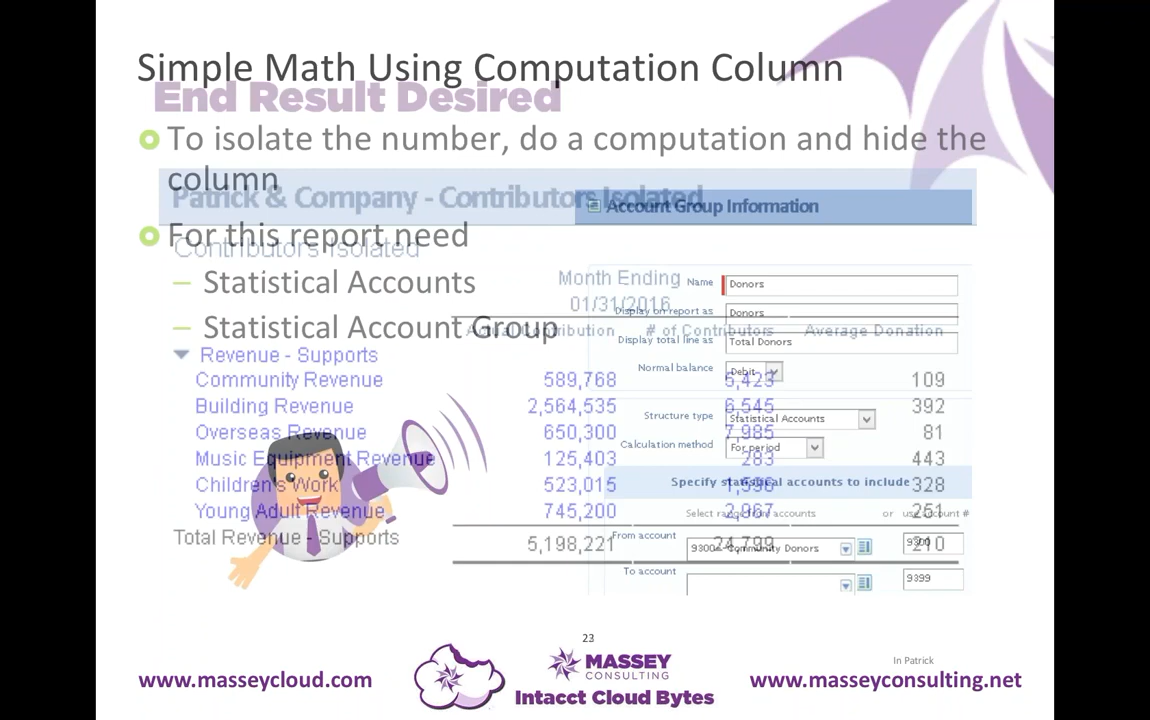 Simple Math Using Computation Column
End Result Desired
To isolate the number, do a computation and hide the
column
Patrick & Company - Contributors Isolated
Account Group Information
For this report need
Contributors Isolated
– Statistical Accounts
– Statistical Account Group
Month Ending
01/31/2016
Actual Contribution # of Contributors Average Donation
Name Donors
Display on report as Donors
Display total line as Total Donors
Normal balance Debit
Structure type Statistical Accounts
Calculation method For period
Specify statistical accounts to include
Select range from accounts or use account #
From account 9300 - Community Donors 9300
To account 9399
Revenue - Supports
Community Revenue 589,768 5,423 109
Building Revenue 2,564,535 6,545 392
Overseas Revenue 650,300 7,985 81
Music Equipment Revenue 125,403 283 443
Children's Work 523,015 1,596 328
Young Adult Revenue 745,200 2,967 251
Total Revenue - Supports 5,198,221 24,799 210
23
In Patrick
www.masseycloud.com
MASSEY
CONSULTING
Intacct Cloud Bytes
www.masseyconsulting.net